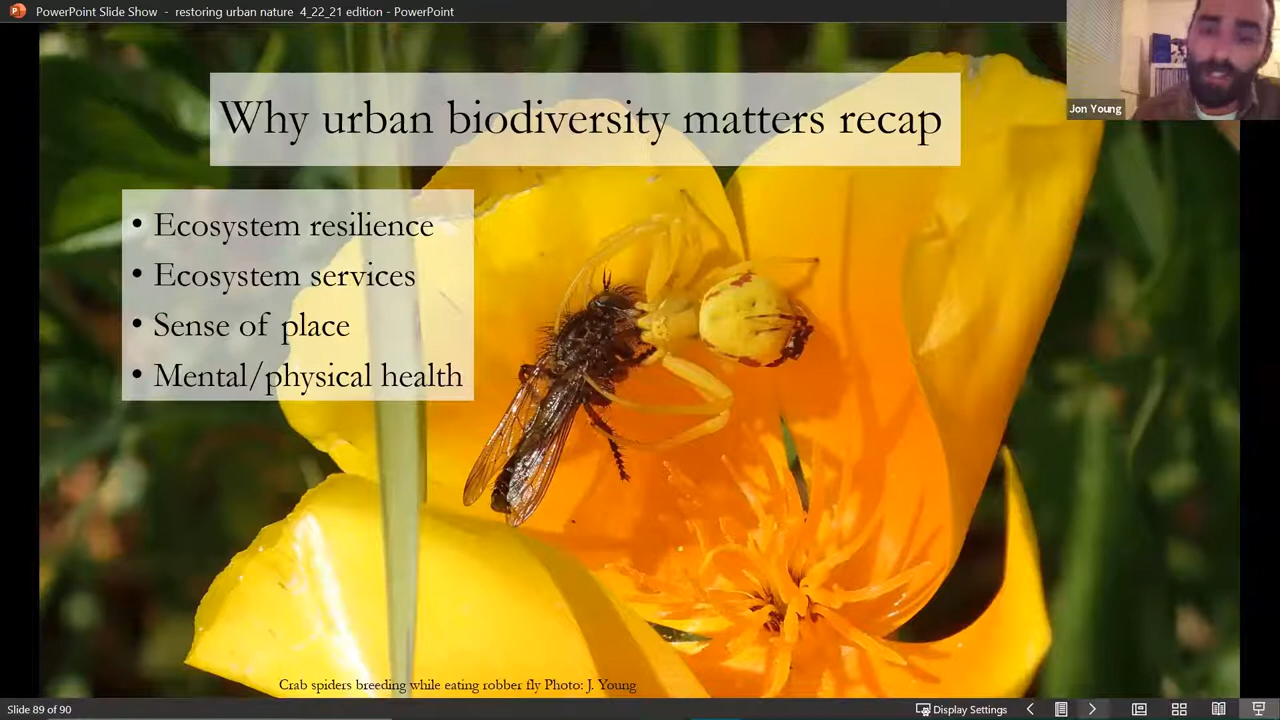 PowerPoint Slide Show - restoring urban nature 4_22_21 edition - PowerPoint
Jon Young
Why urban biodiversity matters recap
• Ecosystem resilience
• Ecosystem services
• Sense of place
• Mental/physical health
Crab spiders breeding while eating robber fly Photo: J. Young
Slide 89 of 90
Display Settings